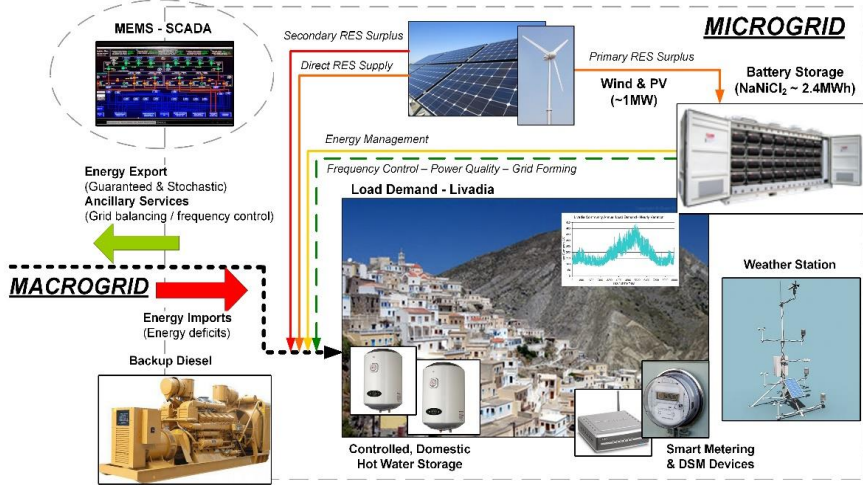 MEMS - SCADA
Secondary RES Surplus
Direct RES Supply
MICROGRID
Primary RES Surplus
Wind & PV
(~1MW)
Battery Storage
(NaNiCl₂ ~ 2.4MWh)
Energy Management
Frequency Control – Power Quality – Grid Forming
Energy Export
(Guaranteed & Stochastic)
Ancillary Services
(Grid balancing / frequency control)
Load Demand - Livadia
MACROGRID
Energy Imports
(Energy deficits)
Weather Station
Backup Diesel
Controlled, Domestic
Hot Water Storage
Smart Metering
& DSM Devices